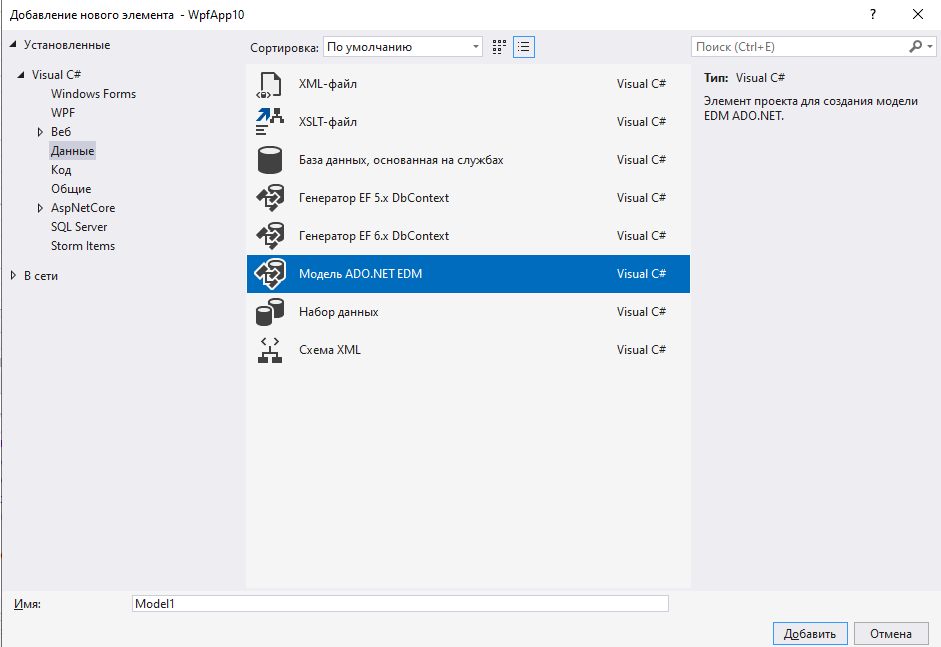 Добавление нового элемента - WpfApp10
?
Установленные
Сортировка: По умолчанию
Поиск (Ctrl+E)
Visual C#
Windows Forms
WPF
Веб
Данные
Код
Общие
AspNetCore
SQL Server
Storm Items
В сети
XML-файл Visual C#
XSLT-файл Visual C#
База данных, основанная на службах Visual C#
Генератор EF 5.x DbContext Visual C#
Генератор EF 6.x DbContext Visual C#
Модель ADO.NET EDM Visual C#
Набор данных Visual C#
Схема XML Visual C#
Тип: Visual C#
Элемент проекта для создания модели
EDM ADO.NET.
Имя: Model1
Добавить Отмена